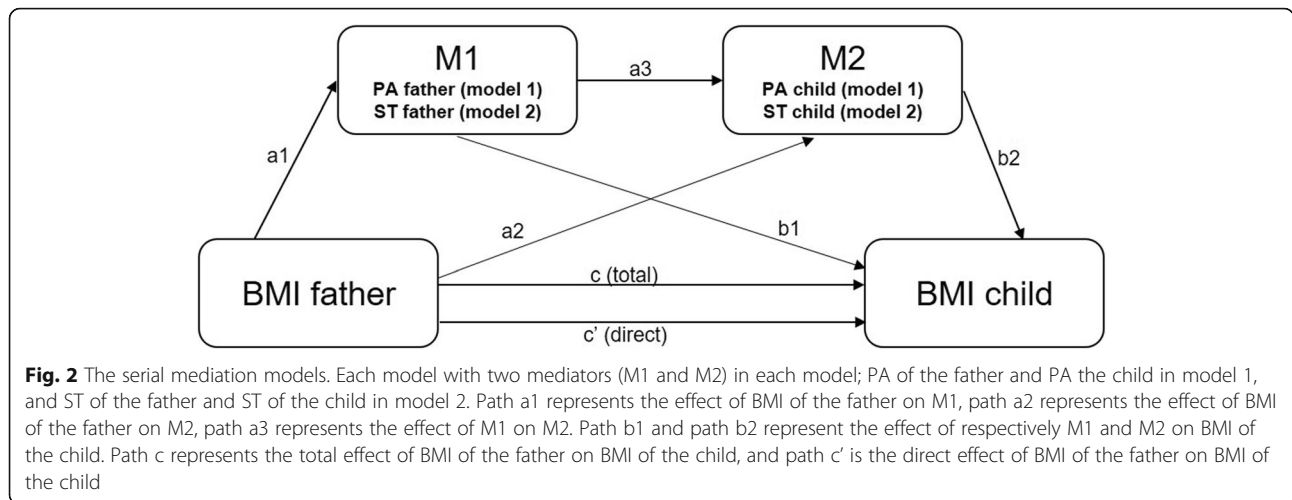 M1
PA father (model 1)
ST father (model 2)
a3
M2
PA child (model 1)
ST child (model 2)
a1
a2
b1
b2
BMI father
c (total)
c' (direct)
BMI child
Fig. 2 The serial mediation models. Each model with two mediators (M1 and M2) in each model; PA of the father and PA the child in model 1,
and ST of the father and ST of the child in model 2. Path a1 represents the effect of BMI of the father on M1, path a2 represents the effect of BMI
of the father on M2, path a3 represents the effect of M1 on M2. Path b1 and path b2 represent the effect of respectively M1 and M2 on BMI of
the child. Path c represents the total effect of BMI of the father on BMI of the child, and path c' is the direct effect of BMI of the father on BMI of
the child